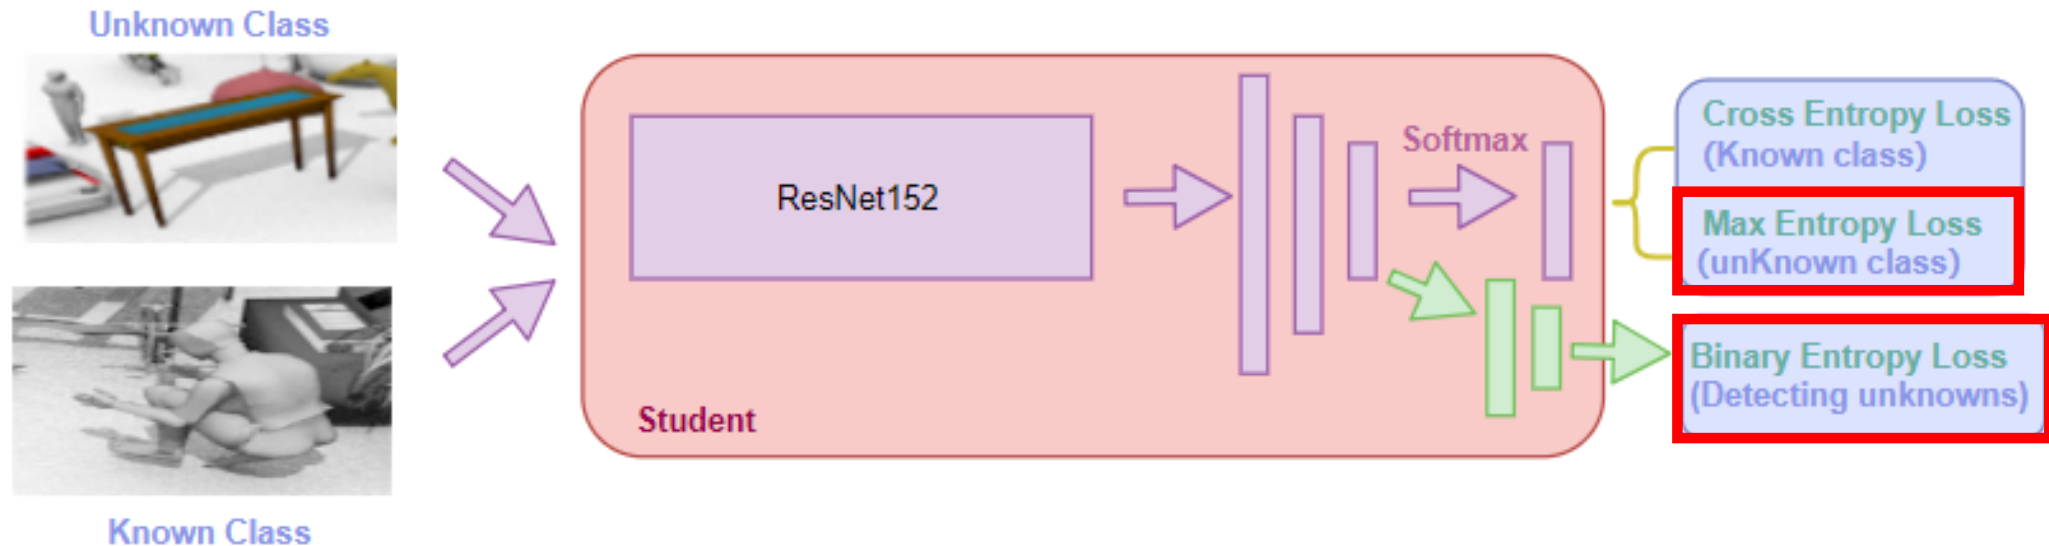 Unknown Class
Known Class
ResNet152
Student
Softmax
Cross Entropy Loss
(Known class)
Max Entropy Loss
(unKnown class)
Binary Entropy Loss
(Detecting unknowns)